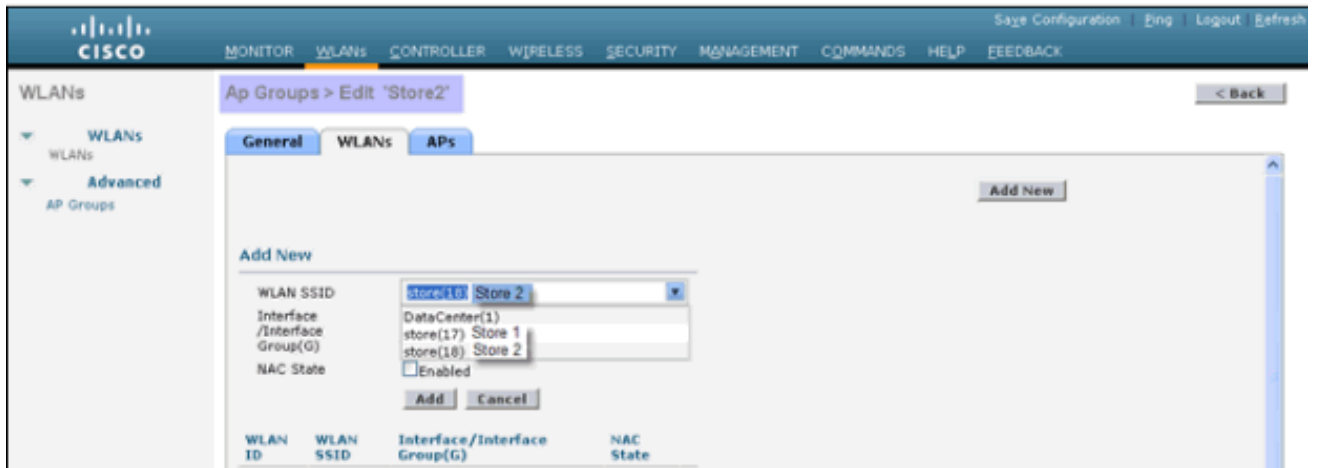 Save Configuration | Ping | Logout | Refresh
CISCO
MONITOR WLANs CONTROLLER WIRELESS SECURITY MANAGEMENT COMMANDS HELP FEEDBACK
WLANs
Ap Groups > Edit 'Store2'
< Back
WLANs
WLANs
Advanced
AP Groups
General WLANs APs
Add New
Add New
WLAN SSID
store(18) Store 2
Interface
/Interface
Group(G)
DataCenter(1)
store(17) Store 1
store(18) Store 2
NAC State
Enabled
Add Cancel
WLAN ID
WLAN SSID
Interface/Interface Group(G)
NAC State